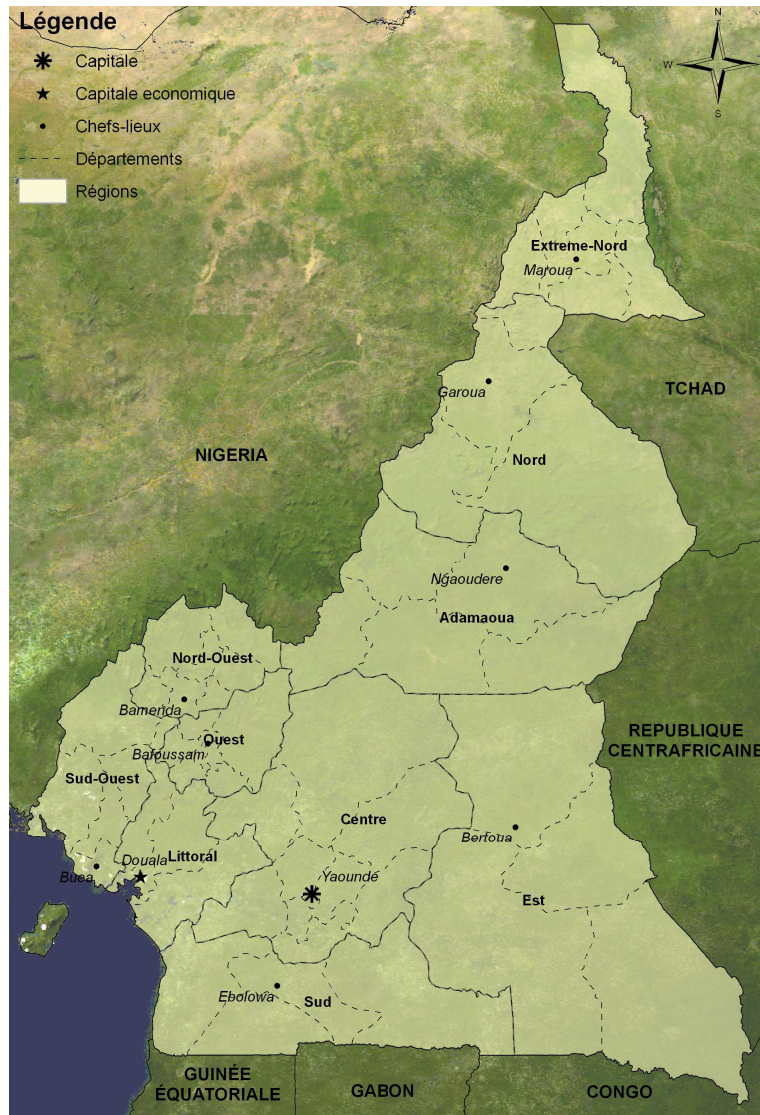 Légende
Capitale
Capitale economique
Chefs-lieux
Départements
Régions
N
W
S
Extreme-Nord
Maroua
TCHAD
Garoua
NIGERIA
Nord
Ngaoudere
Adamaoua
Nord-Ouest
Bamenda
Ouest
Bafoussam
REPUBLIQUE
CENTRAFRICAINE
Sud-Ouest
Centre
Bertoua
Douala
Littoral
Buea
Yaoundé
Est
Ebolowa
Sud
GUINÉE
ÉQUATORIALE
GABON
CONGO